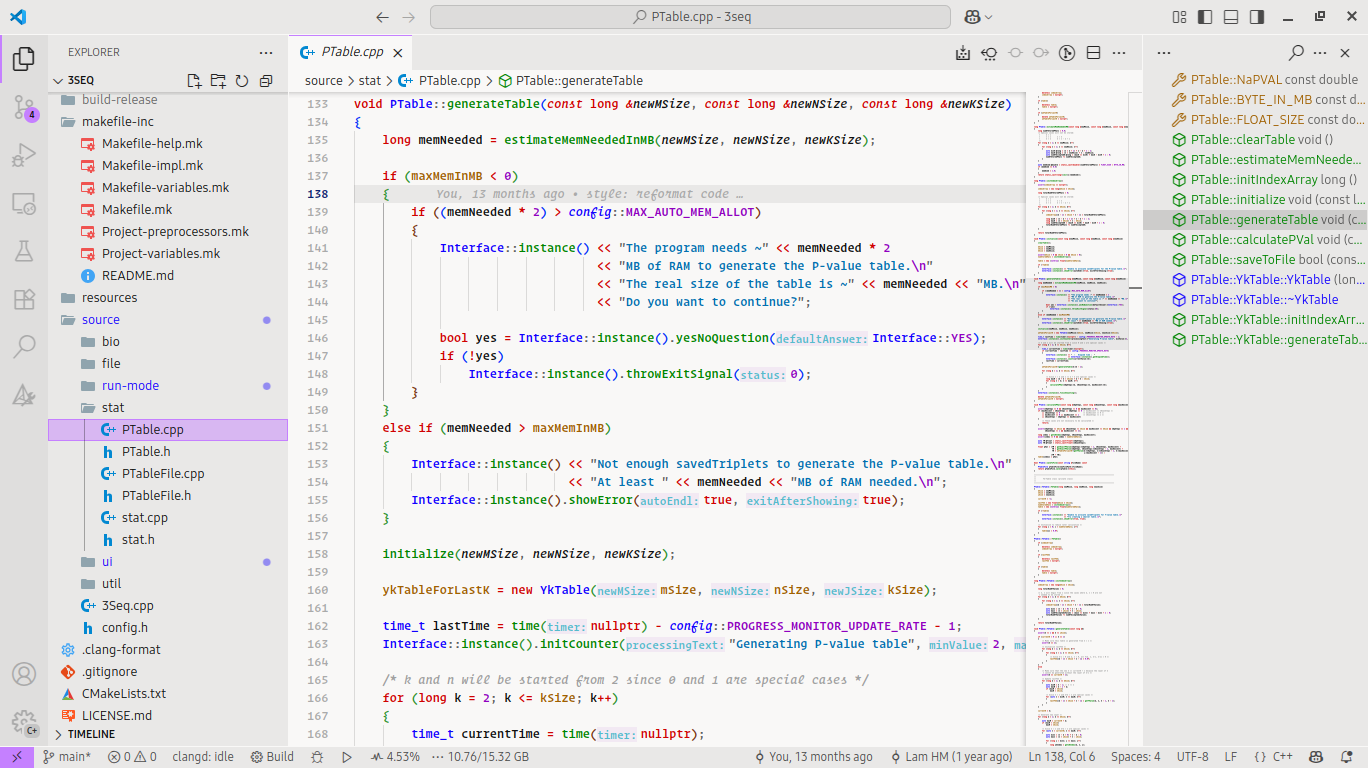 PTable.cpp - 3seq
EXPLORER
3SEQ
build-release
makefile-inc
Makefile-help.mk
Makefile-impl.mk
Makefile-variables.mk
Makefile.mk
Project-preprocessors.mk
Project-variables.mk
README.md
resources
source
bio
file
run-mode
stat
PTable.cpp
PTable.h
PTableFile.cpp
PTableFile.h
stat.cpp
stat.h
ui
util
3Seq.cpp
config.h
.clang-format
.gitignore
CMakeLists.txt
LICENSE.md
TIMELINE
4
C+
PTable.cpp
source > stat > PTable.cpp > PTable::generateTable
133 void PTable::generateTable(const long &newMSize, const long &newNSize, const long &newKSize)
134 {
135 long memNeeded = estimateMemNeededInMB(newMSize, newNSize, newKSize);
136
137 if (maxMemInMB < 0)
138 { You, 13 months ago • style: reformat code …
139 if ((memNeeded * 2) > config::MAX_AUTO_MEM_ALLOT)
140 {
141 Interface::instance() << "The program needs ~" << memNeeded * 2
142 << "MB of RAM to generate the P-value table.\n"
143 << "The real size of the table is ~" << memNeeded << "MB.\n"
144 << "Do you want to continue?";
145
146 bool yes = Interface::instance().yesNoQuestion(defaultAnswer: Interface::YES);
147 if (!yes)
148 Interface::instance().throwExitSignal(status: 0);
149 }
150 }
151 else if (memNeeded > maxMemInMB)
152 {
153 Interface::instance() << "Not enough savedTriplets to generate the P-value table.\n"
154 << "At least " << memNeeded << "MB of RAM needed.\n";
155 Interface::instance().showError(autoEndl: true, exitAfterShowing: true);
156 }
157
158 initialize(newMSize, newNSize, newKSize);
159
160 ykTableForLastK = new YkTable(newMSize: mSize, newNSize: nSize, newJSize: kSize);
161
162 time_t lastTime = time(timer: nullptr) - config::PROGRESS_MONITOR_UPDATE_RATE - 1;
163 Interface::instance().initCounter(processingText: "Generating P-value table", minValue: 2, ma
164
165 /* k and n will be started from 2 since 0 and 1 are special cases */
166 for (long k = 2; k <= kSize; k++)
167 {
168 time_t currentTime = time(timer: nullptr);
PTable::NaPVAL const double
PTable::BYTE_IN_MB const d...
PTable::FLOAT_SIZE const do...
PTable::clearTable void ()
PTable::estimateMemNeede...
PTable::initIndexArray long ()
PTable::initialize void (const l...
PTable::generateTable void (c...
PTable::calculatePVal void (c...
PTable::saveToFile bool (cons...
PTable::YkTable::YkTable (lon...
PTable::YkTable::~YkTable
PTable::YkTable::initIndexArr...
PTable::YkTable::generateTab...
main* 0 0 clangd: idle Build 4.53% 10.76/15.32 GB You, 13 months ago Lam HM (1 year ago) Ln 138, Col 6 Spaces: 4 UTF-8 LF {} C++